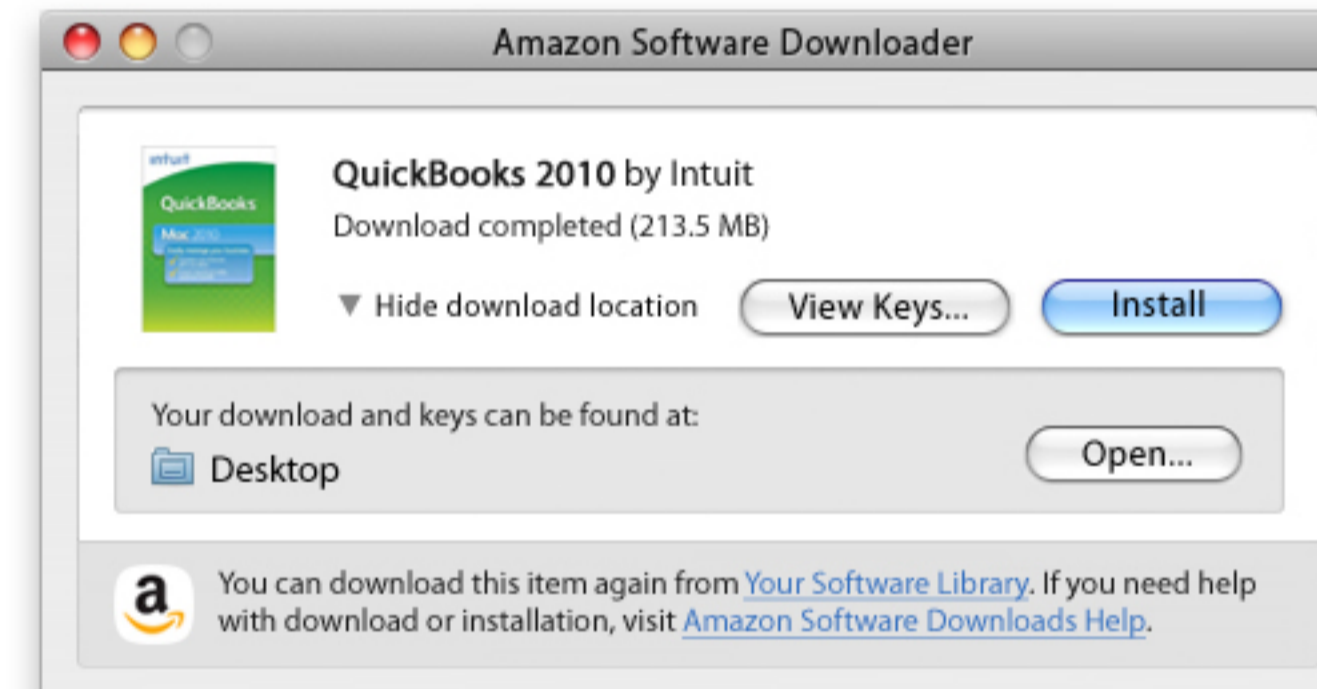 Amazon Software Downloader
intuit
QuickBooks
Mac 2010
QuickBooks 2010 by Intuit
Download completed (213.5 MB)
▼ Hide download location
View Keys...
Install
Your download and keys can be found at:
Desktop
Open...
a
You can download this item again from Your Software Library. If you need help
with download or installation, visit Amazon Software Downloads Help.